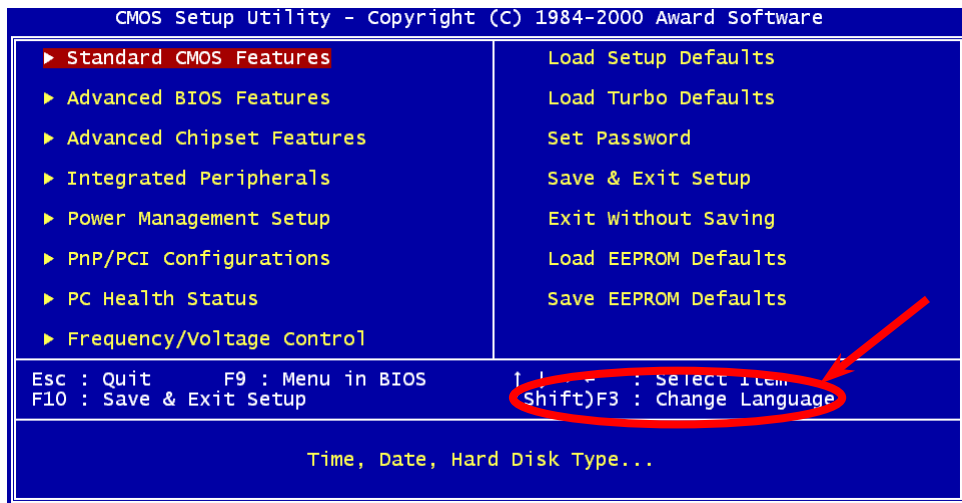 CMOS Setup Utility - Copyright (C) 1984-2000 Award Software
▶ Standard CMOS Features
▶ Advanced BIOS Features
▶ Advanced Chipset Features
▶ Integrated Peripherals
▶ Power Management Setup
▶ PnP/PCI Configurations
▶ PC Health Status
▶ Frequency/Voltage Control
Load Setup Defaults
Load Turbo Defaults
Set Password
Save & Exit Setup
Exit Without Saving
Load EEPROM Defaults
Save EEPROM Defaults
Esc : Quit F9 : Menu in BIOS ↑ ↓ → ← : Select Item
F10 : Save & Exit Setup Shift)F3 : Change Language
Time, Date, Hard Disk Type...